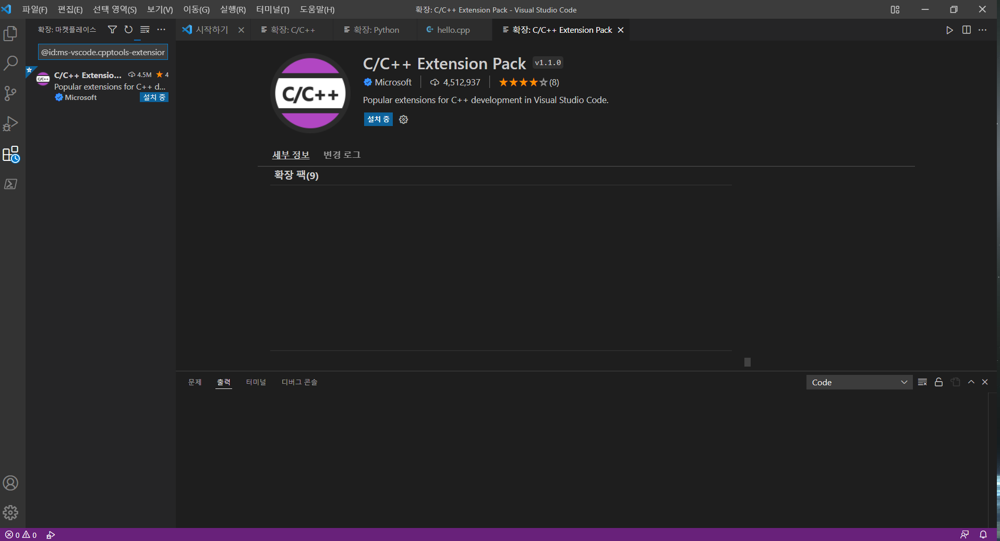 파일(F) 편집(E) 선택 영역(S) 보기(V) 이동(G) 실행(R) 터미널(T) 도움말(H) 확장: C/C++ Extension Pack - Visual Studio Code
확장: 마켓플레이스 시작하기 확장: C/C++ 확장: Python hello.cpp 확장: C/C++ Extension Pack
@id:ms-vscode.cpptools-extension
C/C++ Extensio... 4.5M 4
C/C++
Popular extensions for C++ d...
Microsoft 설치 중
C/C++
C/C++ Extension Pack v1.1.0
Microsoft 4,512,937 (8)
Popular extensions for C++ development in Visual Studio Code.
설치 중
세부 정보 변경 로그
확장 팩(9)
문제 출력 터미널 디버그 콘솔 Code
0 0